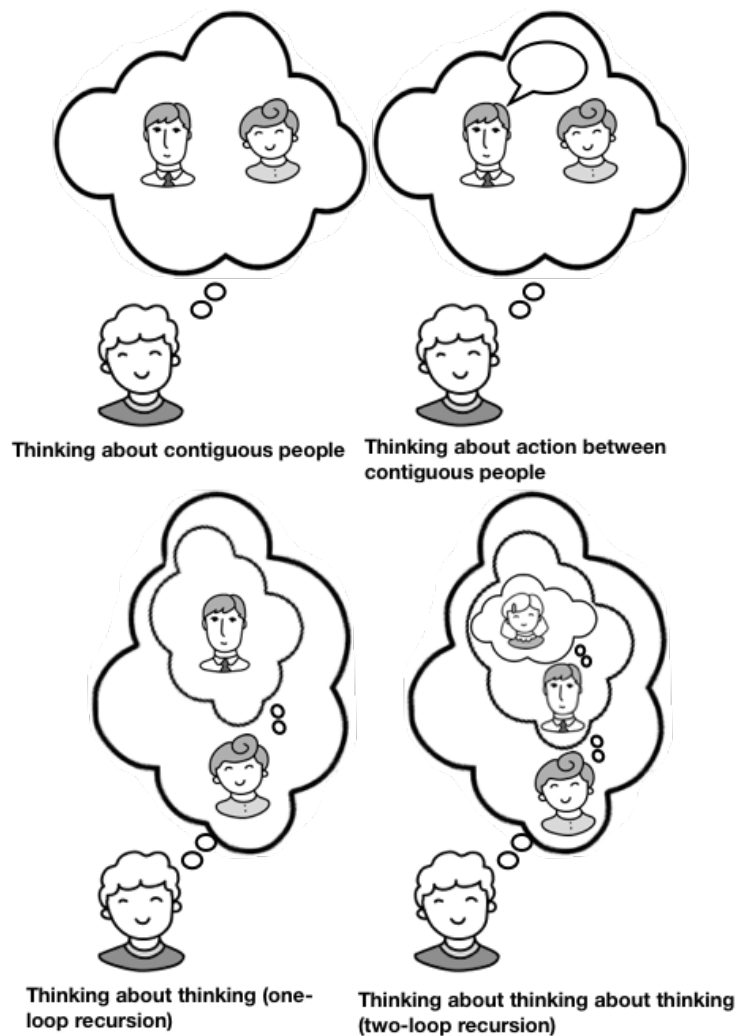 Thinking about contiguous people
Thinking about action between
contiguous people
Thinking about thinking (one-
loop recursion)
Thinking about thinking about thinking
(two-loop recursion)